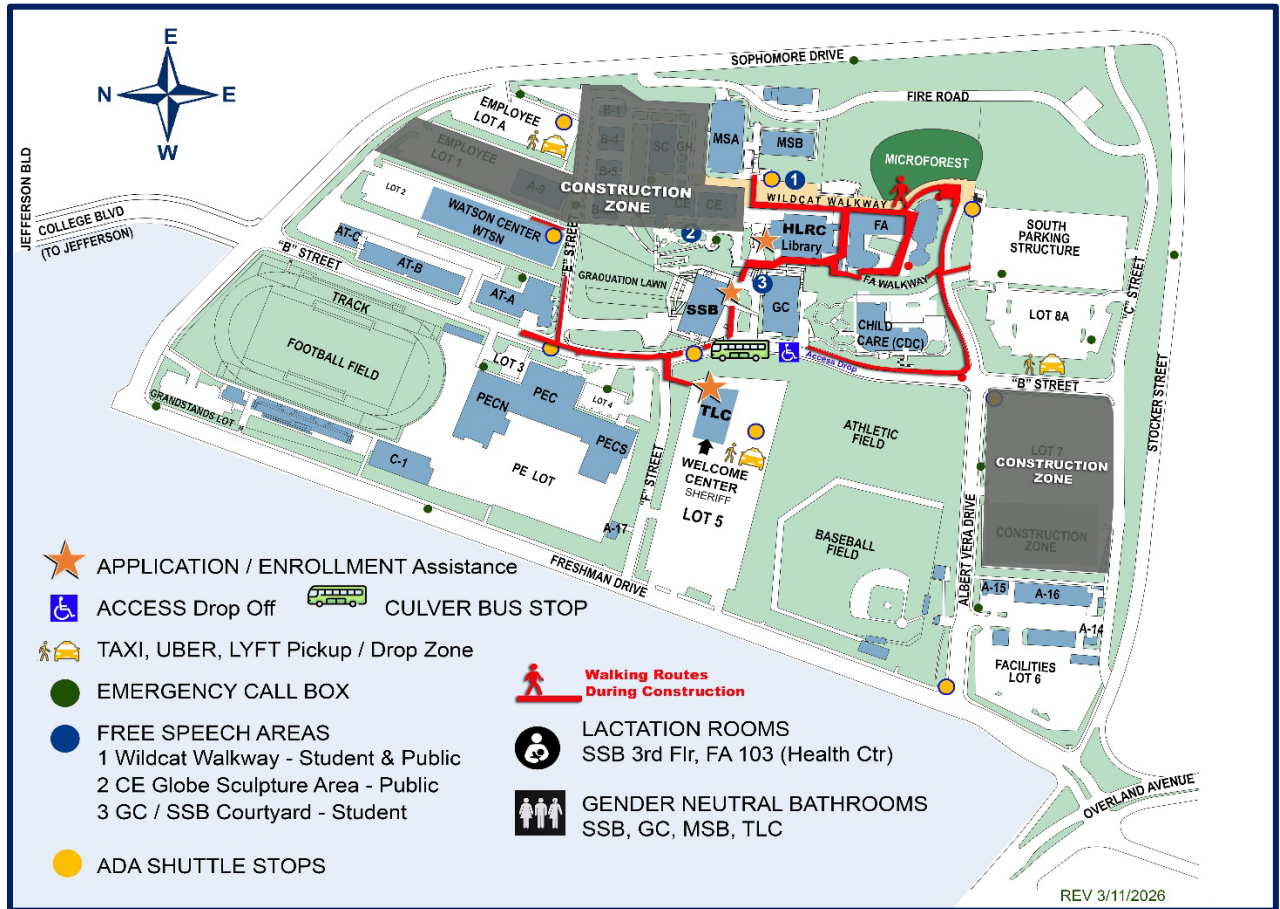 E
N
E
W
SOPHOMORE DRIVE
FIRE ROAD
JEFFERSON BLD
COLLEGE BLVD
(TO JEFFERSON)
EMPLOYEE
LOT A
EMPLOYEE
LOT 1
LOT 2
A-9
B-1
B-4
B-5
SC
GH
CE
CE
CONSTRUCTION
ZONE
MSA
MSB
MICROFOREST
1
WILDCAT WALKWAY
WATSON CENTER
WTSN
2
HLRC
Library
FA
SOUTH
PARKING
STRUCTURE
AT-C
AT-B
AT-A
"B" STREET
"E" STREET
GRADUATION LAWN
SSB
3
GC
FA WALKWAY
CHILD
CARE (CDC)
Access Drop
LOT 8A
"B" STREET
"C" STREET
STOCKER STREET
TRACK
FOOTBALL FIELD
GRANDSTANDS LOT
LOT 3
PECN
PEC
LOT 4
PECS
C-1
PE LOT
A-17
"F" STREET
TLC
WELCOME
CENTER
SHERIFF
LOT 5
ATHLETIC
FIELD
BASEBALL
FIELD
ALBERT VERA DRIVE
LOT 7
CONSTRUCTION
ZONE
CONSTRUCTION
ZONE
A-15
A-16
A-14
FACILITIES
LOT 6
FRESHMAN DRIVE
OVERLAND AVENUE
APPLICATION / ENROLLMENT Assistance
ACCESS Drop Off
CULVER BUS STOP
TAXI, UBER, LYFT Pickup / Drop Zone
EMERGENCY CALL BOX
FREE SPEECH AREAS
1 Wildcat Walkway - Student & Public
2 CE Globe Sculpture Area - Public
3 GC / SSB Courtyard - Student
ADA SHUTTLE STOPS
Walking Routes
During Construction
LACTATION ROOMS
SSB 3rd Flr, FA 103 (Health Ctr)
GENDER NEUTRAL BATHROOMS
SSB, GC, MSB, TLC
REV 3/11/2026